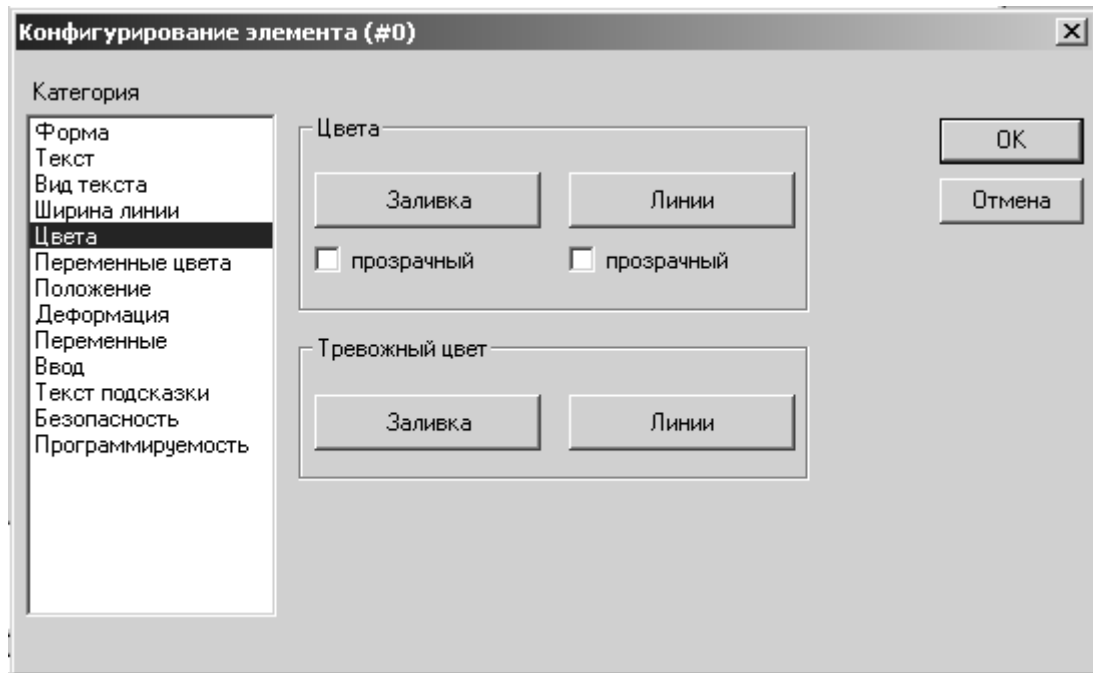 Конфигурирование элемента (#0)
Категория
Форма
Текст
Вид текста
Ширина линии
Цвета
Переменные цвета
Положение
Деформация
Переменные
Ввод
Текст подсказки
Безопасность
Программируемость
Цвета
Заливка
Линии
прозрачный
прозрачный
Тревожный цвет
Заливка
Линии
OK
Отмена